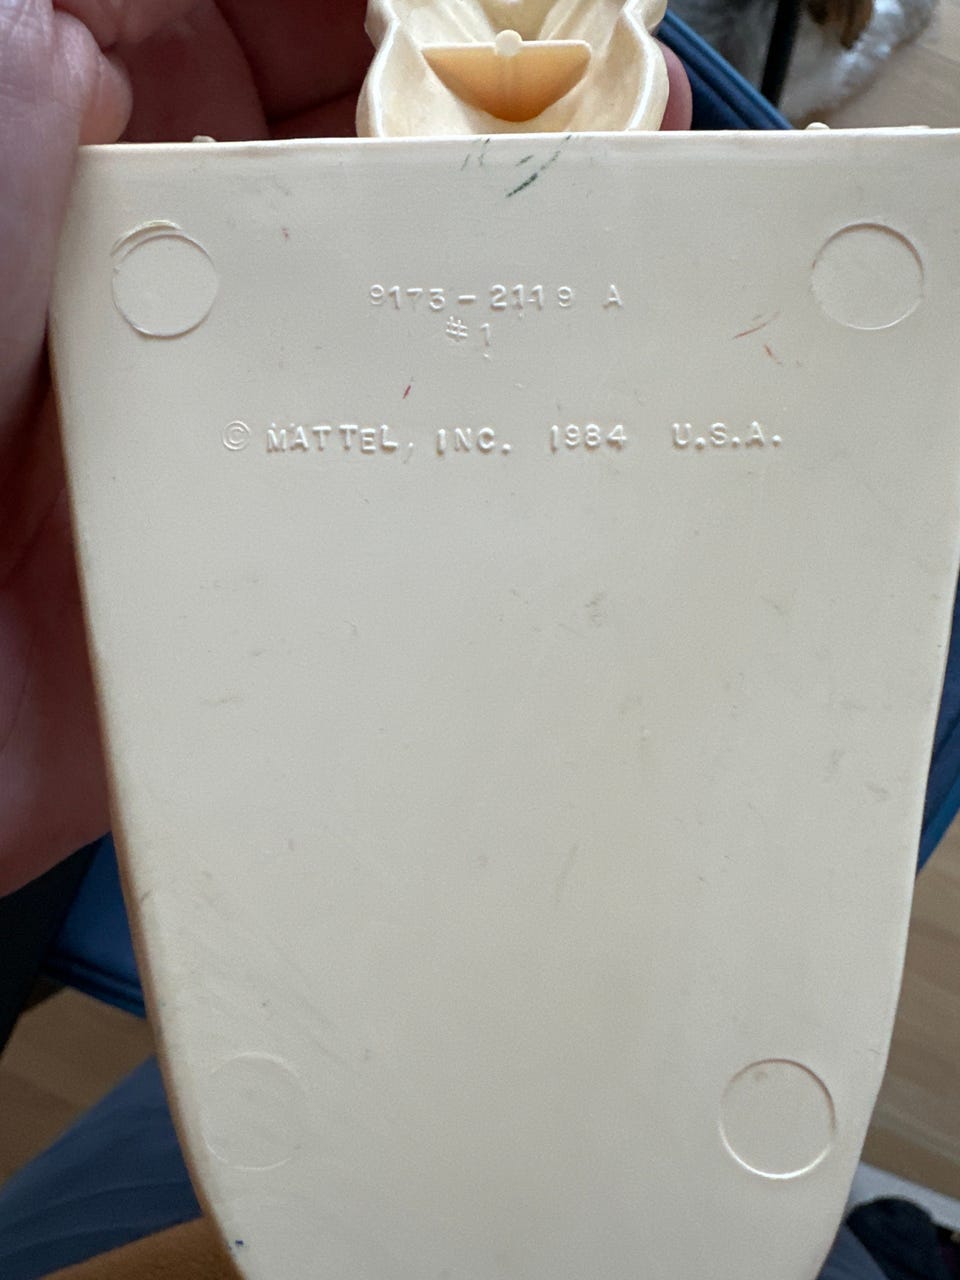 9173-2119 A
#1
© MATTEL, INC. 1984 U.S.A.